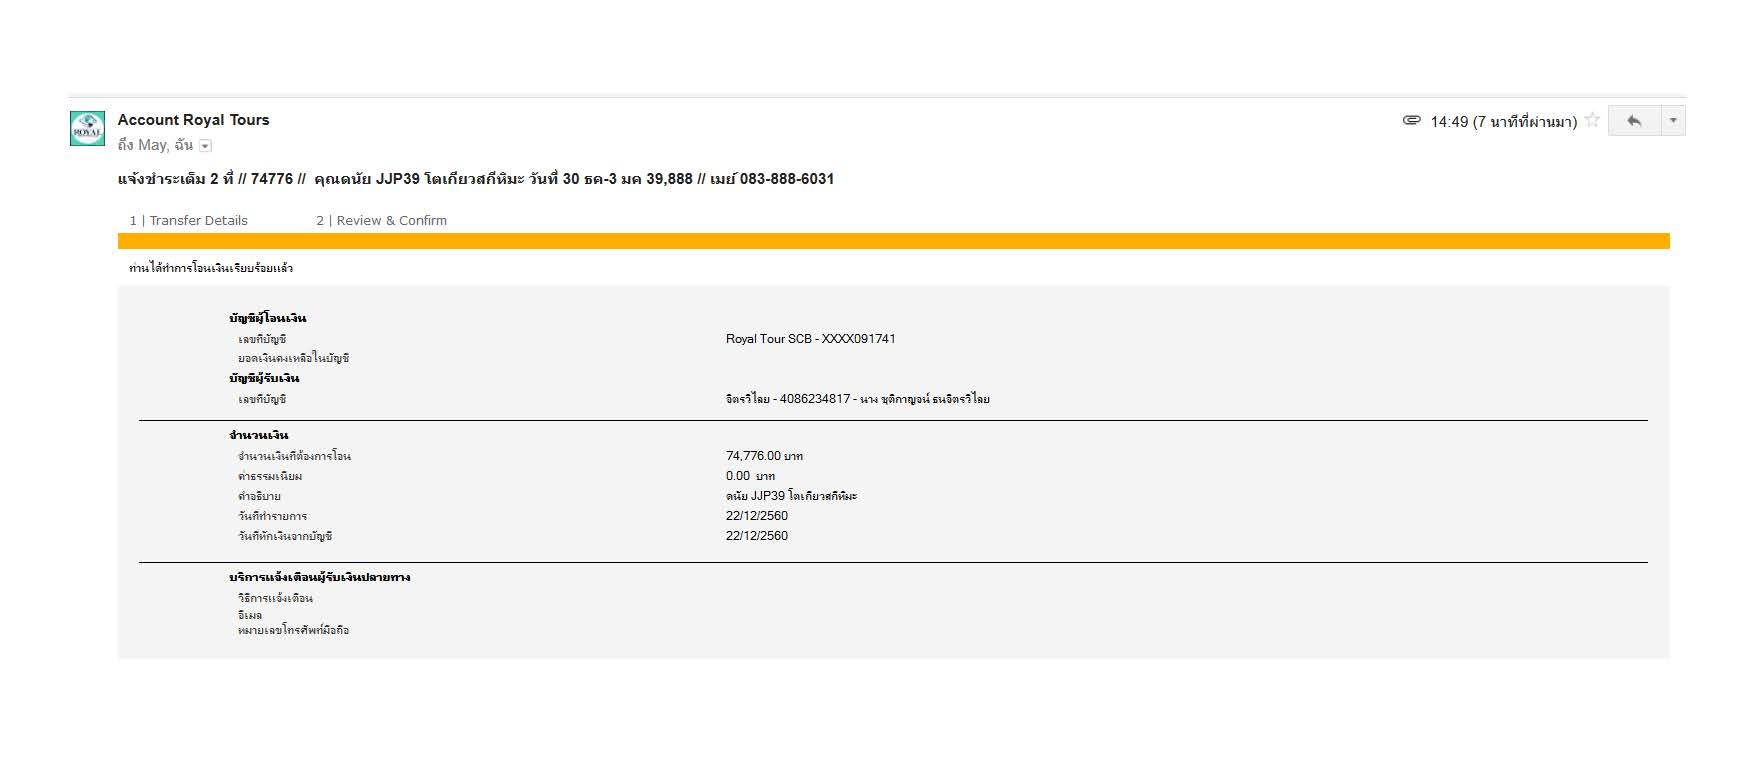 Account Royal Tours
14:49 (7 นาทีที่ผ่านมา)
ROYAL
ถึง May, ฉัน
แจ้งชำระเต็ม 2 ที่ // 74776 // คุณดนัย JJP39 โตเกียวสกีหิมะ วันที่ 30 ธค-3 มค 39,888 // เมย์ 083-888-6031
1 | Transfer Details 2 | Review & Confirm
ท่านได้ทำการโอนเงินเรียบร้อยแล้ว
บัญชีผู้โอนเงิน
เลขที่บัญชี Royal Tour SCB - XXXX091741
ยอดเงินคงเหลือในบัญชี
บัญชีผู้รับเงิน
เลขที่บัญชี จิตรวิไลย - 4086234817 - นาง ชุติกาญจน์ ธนจิตรวิไลย
จำนวนเงิน
จำนวนเงินที่ต้องการโอน 74,776.00 บาท
ค่าธรรมเนียม 0.00 บาท
คำอธิบาย ดนัย JJP39 โตเกียวสกีหิมะ
วันที่ทำรายการ 22/12/2560
วันที่หักเงินจากบัญชี 22/12/2560
บริการแจ้งเตือนผู้รับเงินปลายทาง
วิธีการแจ้งเตือน
อีเมล
หมายเลขโทรศัพท์มือถือ